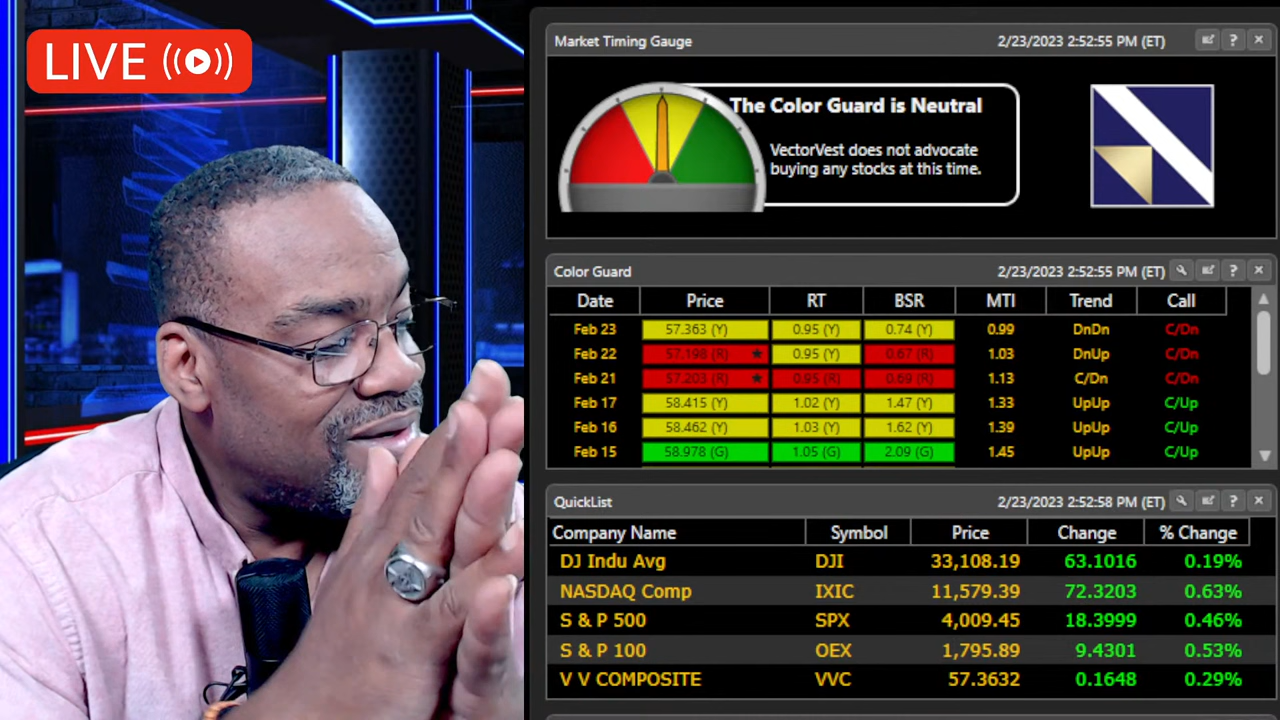 LIVE
Market Timing Gauge 2/23/2023 2:52:55 PM (ET)
The Color Guard is Neutral
VectorVest does not advocate
buying any stocks at this time.
Color Guard 2/23/2023 2:52:55 PM (ET)
Date Price RT BSR MTI Trend Call
Feb 23 57.363 (Y) 0.95 (Y) 0.74 (Y) 0.99 DnDn C/Dn
Feb 22 57.198 (R) ★ 0.95 (Y) 0.67 (R) 1.03 DnUp C/Dn
Feb 21 57.203 (R) ★ 0.95 (R) 0.69 (R) 1.13 C/Dn C/Dn
Feb 17 58.415 (Y) 1.02 (Y) 1.47 (Y) 1.33 UpUp C/Up
Feb 16 58.462 (Y) 1.03 (Y) 1.62 (Y) 1.39 UpUp C/Up
Feb 15 58.978 (G) 1.05 (G) 2.09 (G) 1.45 UpUp C/Up
QuickList 2/23/2023 2:52:58 PM (ET)
Company Name Symbol Price Change % Change
DJ Indu Avg DJI 33,108.19 63.1016 0.19%
NASDAQ Comp IXIC 11,579.39 72.3203 0.63%
S & P 500 SPX 4,009.45 18.3999 0.46%
S & P 100 OEX 1,795.89 9.4301 0.53%
V V COMPOSITE VVC 57.3632 0.1648 0.29%